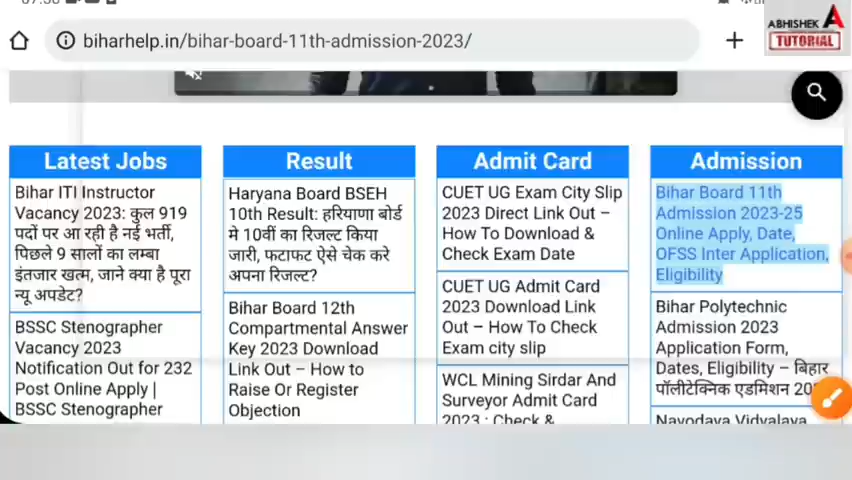 biharhelp.in/bihar-board-11th-admission-2023/
ABHISHEK A
TUTORIAL
Latest Jobs
Bihar ITI Instructor
Vacancy 2023: कुल 919
पदों पर आ रही है नई भर्ती,
पिछले 9 सालों का लम्बा
इंतजार खत्म, जाने क्या है पूरा
न्यू अपडेट?
BSSC Stenographer
Vacancy 2023
Notification Out for 232
Post Online Apply |
BSSC Stenographer
Result
Haryana Board BSEH
10th Result: हरियाणा बोर्ड
मे 10वीं का रिजल्ट किया
जारी, फटाफट ऐसे चेक करे
अपना रिजल्ट?
Bihar Board 12th
Compartmental Answer
Key 2023 Download
Link Out – How to
Raise Or Register
Objection
Admit Card
CUET UG Exam City Slip
2023 Direct Link Out –
How To Download &
Check Exam Date
CUET UG Admit Card
2023 Download Link
Out – How To Check
Exam city slip
WCL Mining Sirdar And
Surveyor Admit Card
2023 : Check &
Admission
Bihar Board 11th
Admission 2023-25
Online Apply, Date,
OFSS Inter Application,
Eligibility
Bihar Polytechnic
Admission 2023
Application Form,
Dates, Eligibility – बिहार
पॉलीटेक्निक एडमिशन
Navodaya Vidyalaya